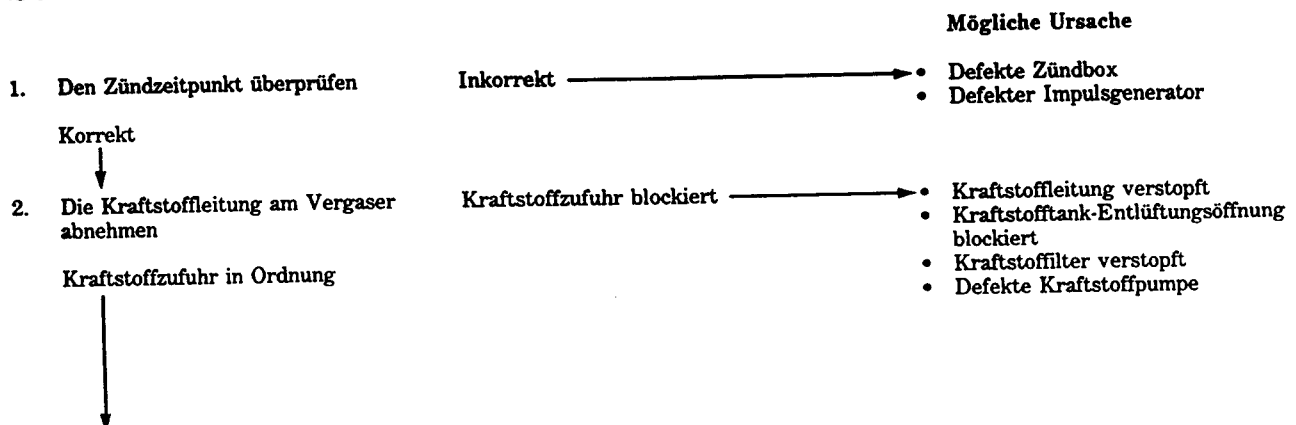 Mögliche Ursache
1. Den Zündzeitpunkt überprüfen
Inkorrekt
• Defekte Zündbox
• Defekter Impulsgenerator
Korrekt
2. Die Kraftstoffleitung am Vergaser
abnehmen
Kraftstoffzufuhr blockiert
• Kraftstoffleitung verstopft
• Kraftstofftank-Entlüftungsöffnung
blockiert
• Kraftstoffilter verstopft
• Defekte Kraftstoffpumpe
Kraftstoffzufuhr in Ordnung